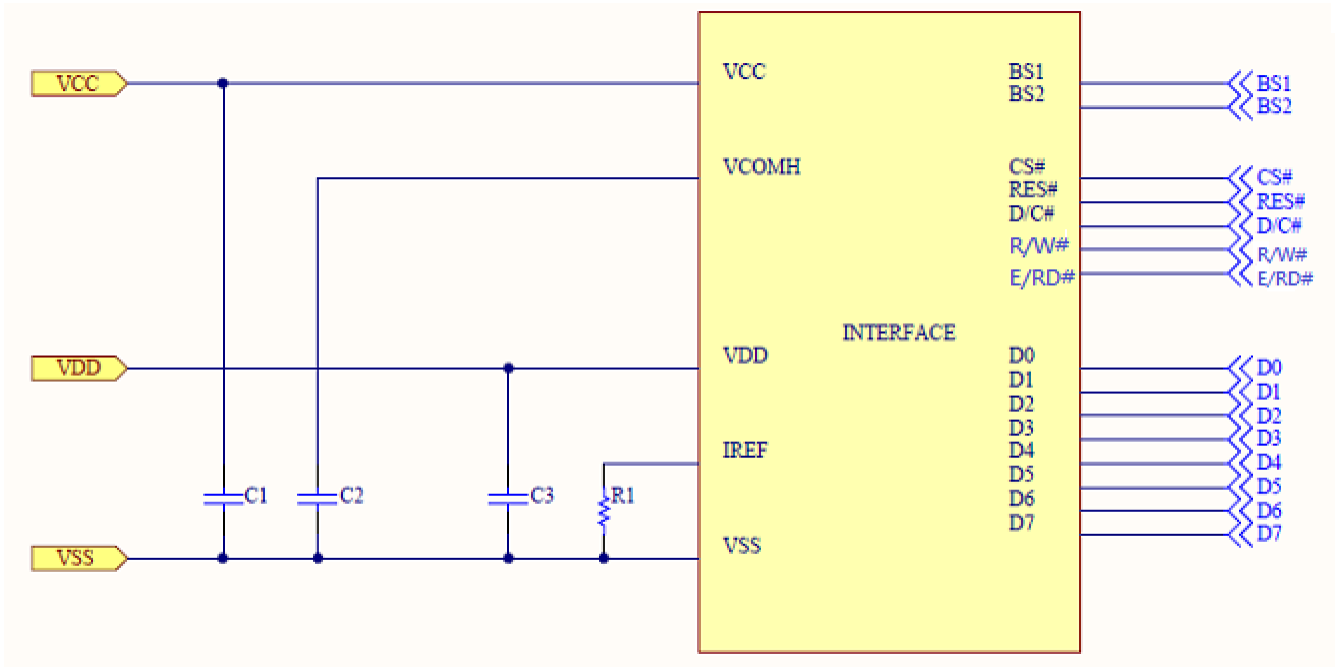 VCC
VCC
BS1
BS1
BS2
BS2
VCOMH
CS#
CS#
RES#
RES#
D/C#
D/C#
R/W#
R/W#
E/RD#
E/RD#
INTERFACE
VDD
VDD
D0
D0
D1
D1
D2
D2
D3
D3
IREF
D4
D4
D5
D5
C1
C2
C3
R1
D6
D6
D7
D7
VSS
VSS